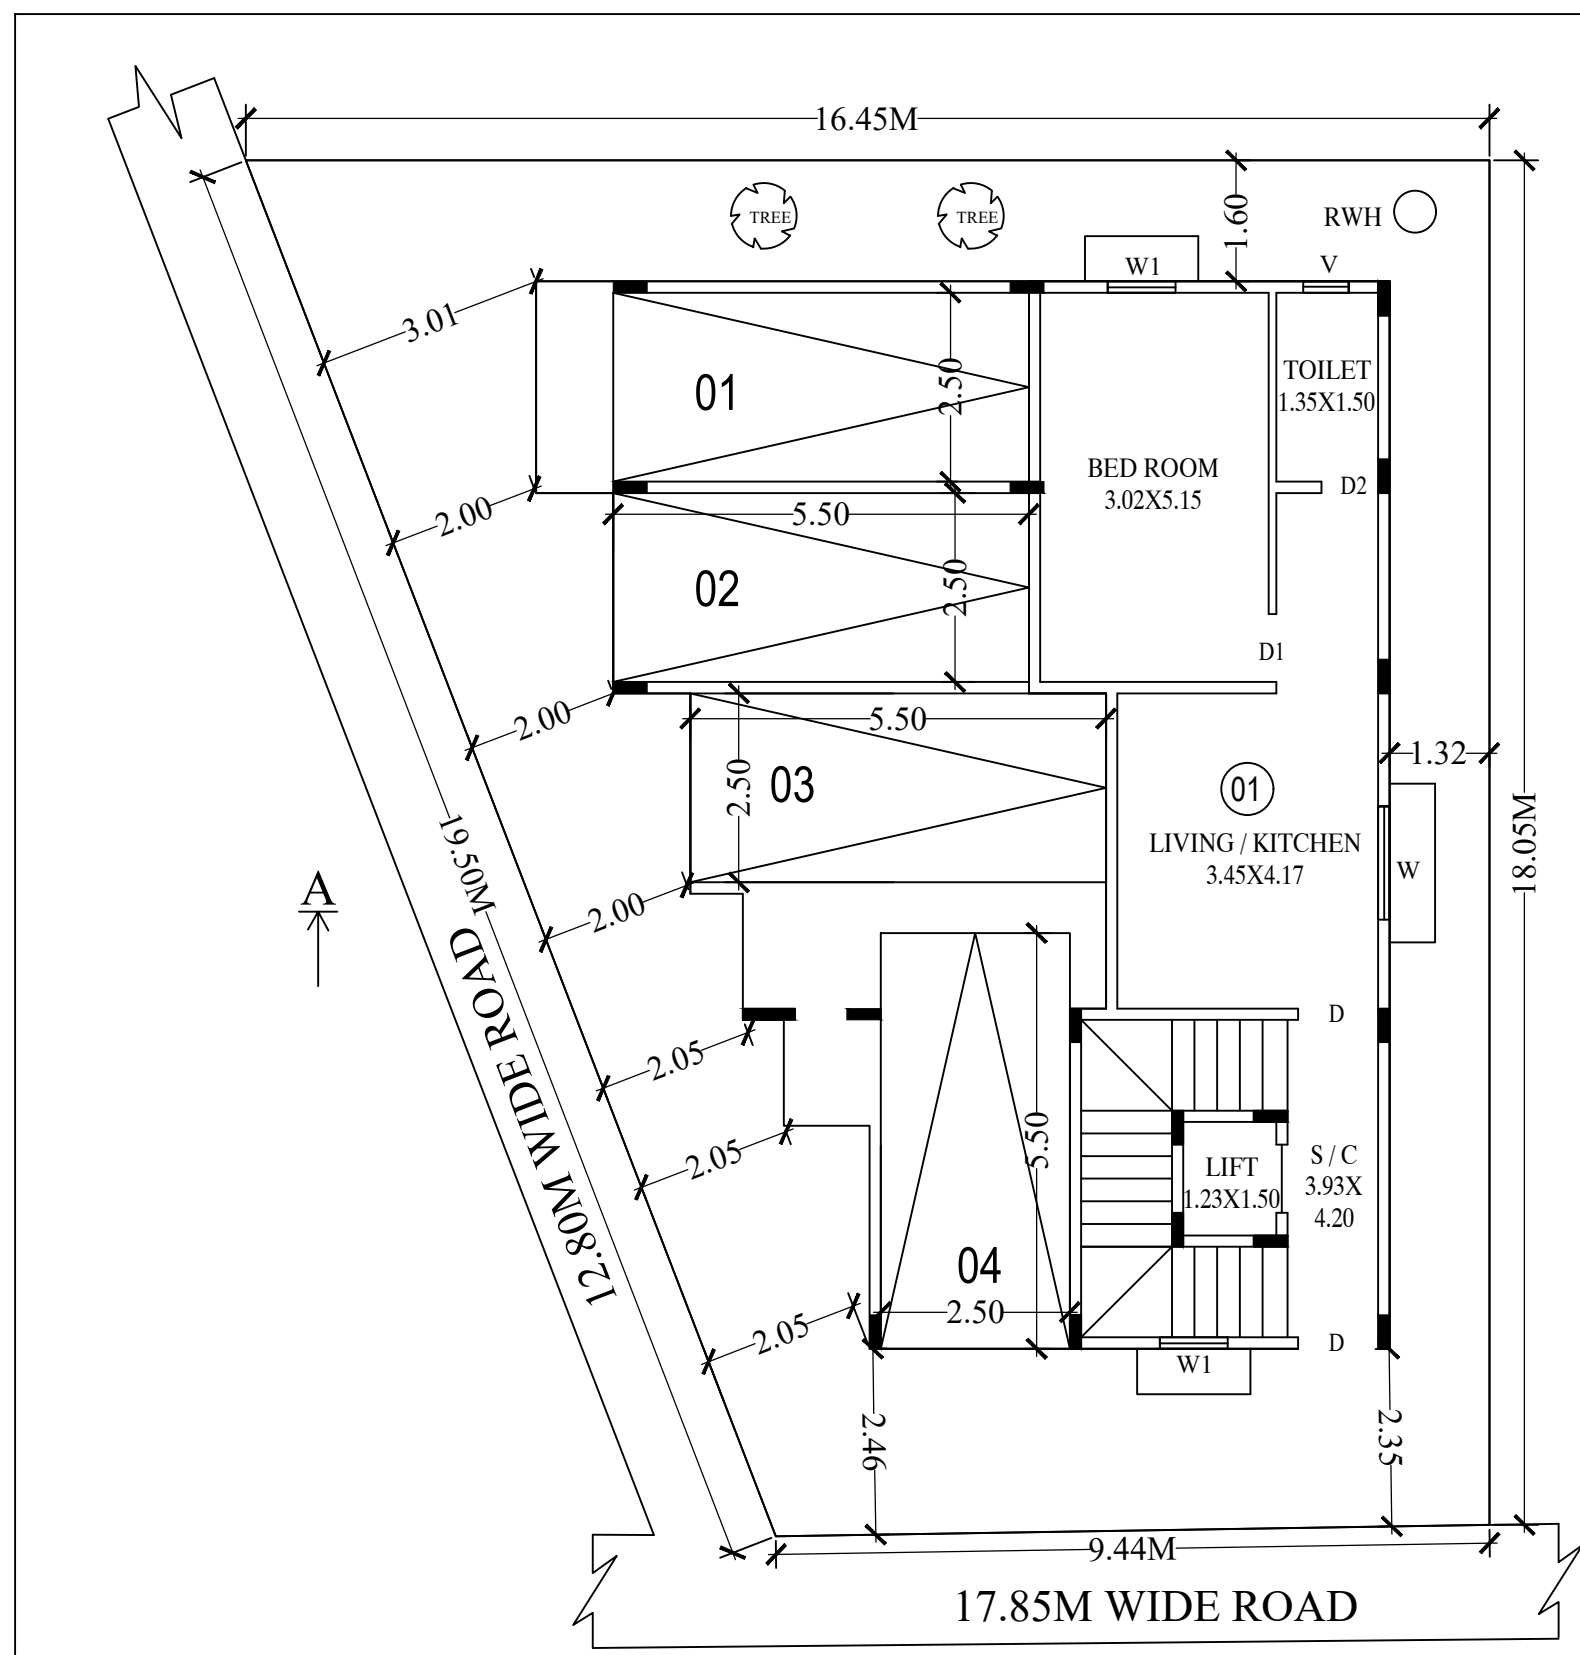 16.45M
TREE
TREE
1.60
RWH
W1
V
3.01
01
2.50
TOILET
1.35X1.50
BED ROOM
3.02X5.15
D2
2.00
5.50
02
2.50
D1
2.00
5.50
2.50
03
01
1.32
LIVING / KITCHEN
3.45X4.17
W
18.05M
19.50M
A
2.00
12.80M WIDE ROAD
D
2.05
5.50
2.05
LIFT
1.23X1.50
S / C
3.93X
4.20
04
2.50
2.05
D
W1
2.46
2.35
9.44M
17.85M WIDE ROAD